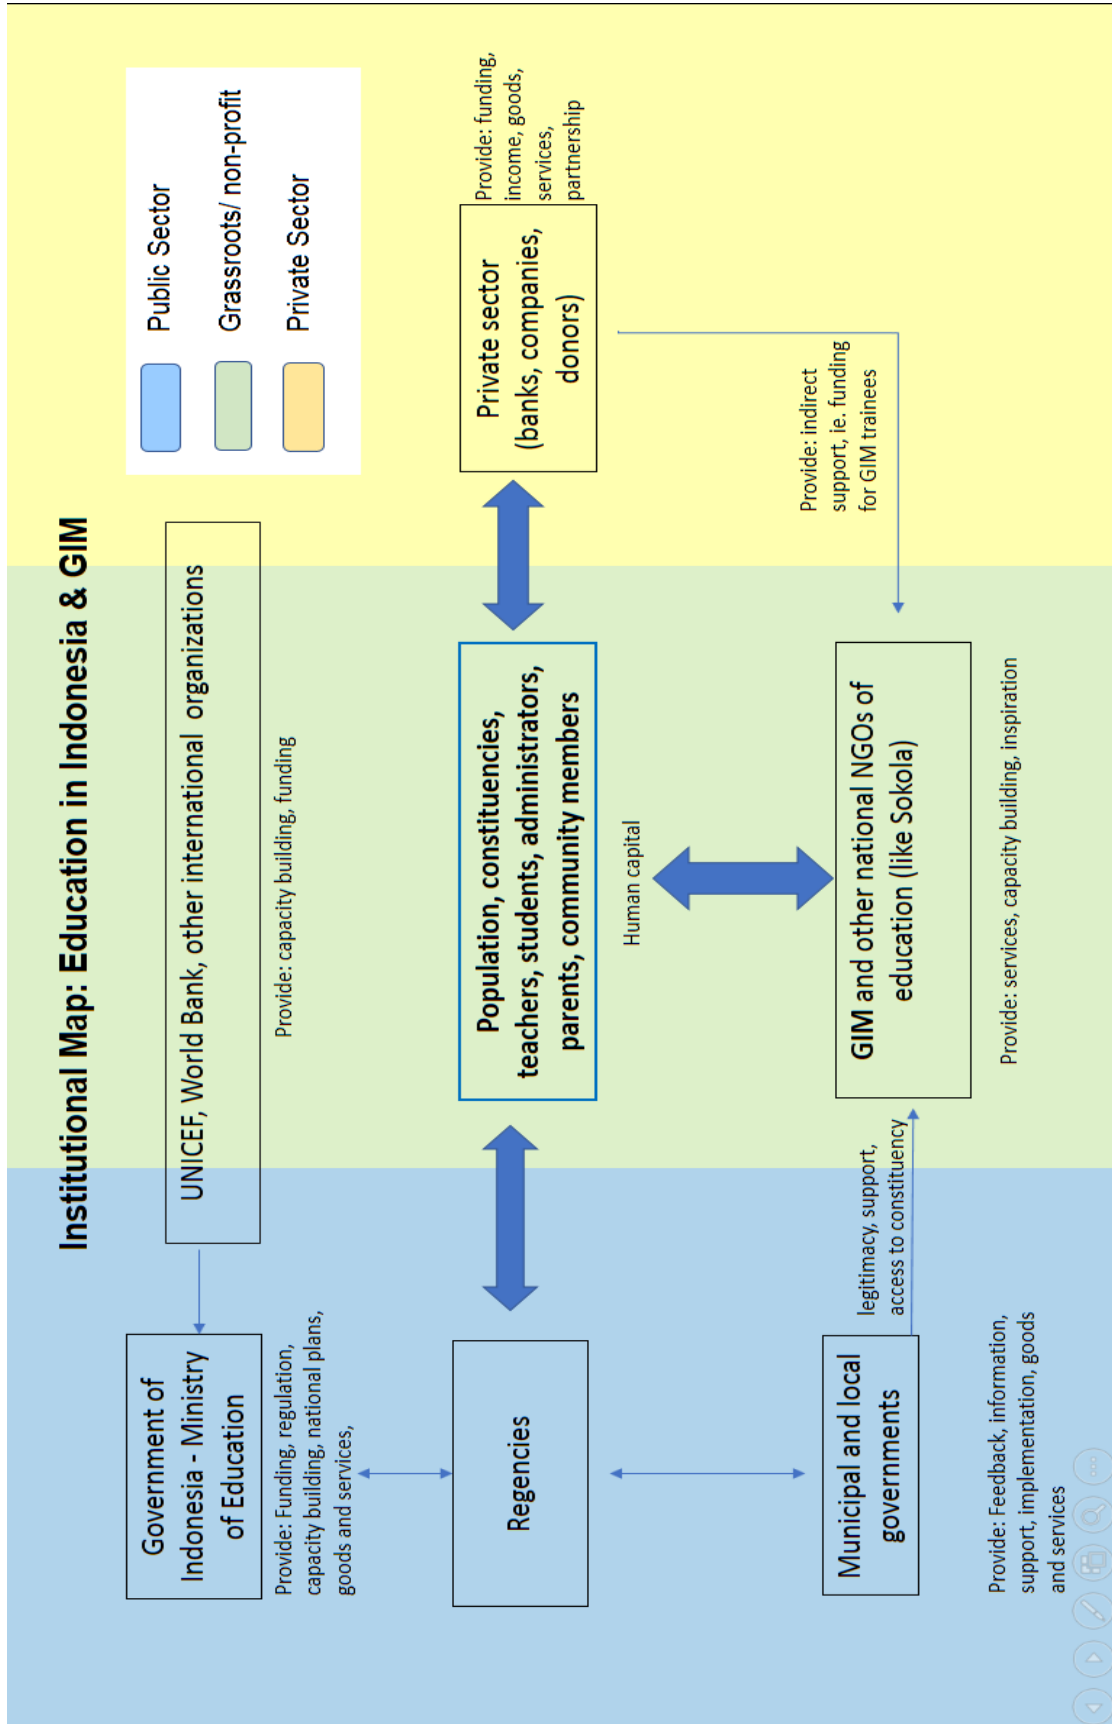 Institutional Map: Education in Indonesia & GIM
Public Sector
Grassroots/ non-profit
Private Sector
UNICEF, World Bank, other international organizations
Provide: capacity building, funding
Government of
Indonesia - Ministry
of Education
Provide: Funding, regulation,
capacity building, national plans,
goods and services,
Regencies
Population, constituencies,
teachers, students, administrators,
parents, community members
Human capital
Private sector
(banks, companies,
donors)
Provide: funding,
income, goods,
services,
partnership
Provide: indirect
support, ie. funding
for GIM trainees
Municipal and local
governments
legitimacy, support,
access to constituency
GIM and other national NGOs of
education (like Sokola)
Provide: services, capacity building, inspiration
Provide: Feedback, information,
support, implementation, goods
and services